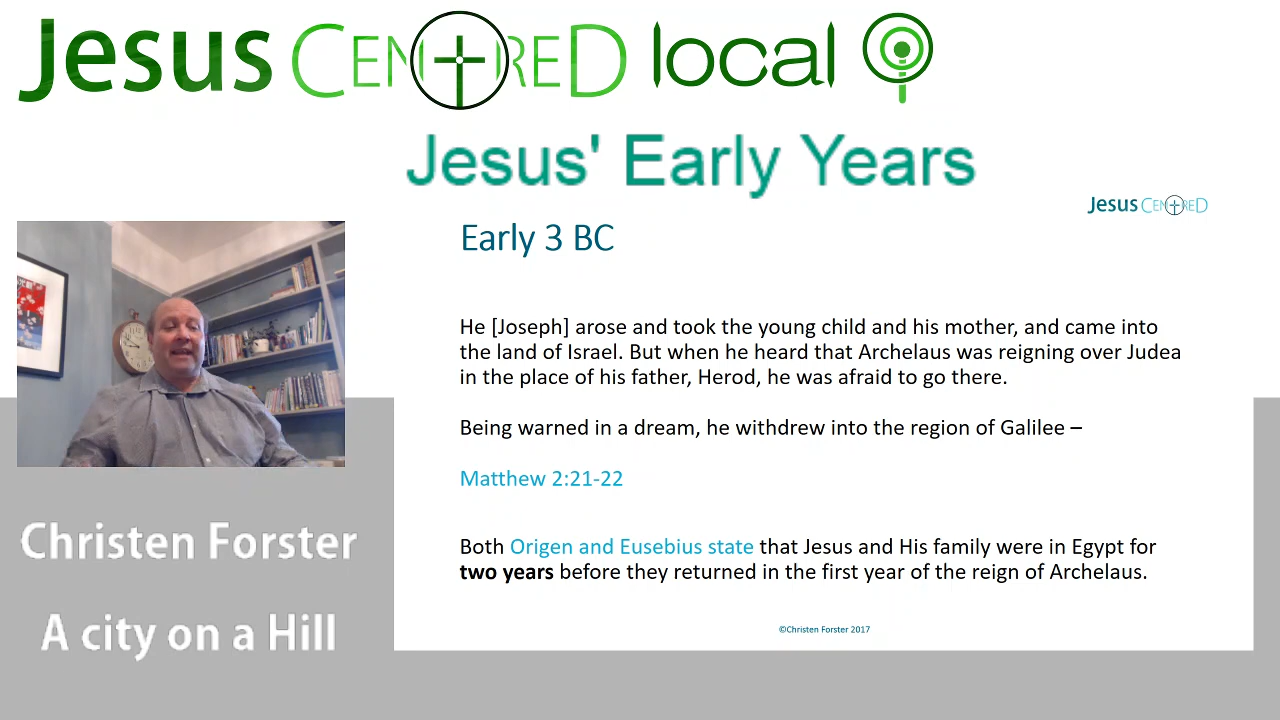 Jesus CENTRED local
Jesus' Early Years
Jesus CENTRED
Early 3 BC
He [Joseph] arose and took the young child and his mother, and came into
the land of Israel. But when he heard that Archelaus was reigning over Judea
in the place of his father, Herod, he was afraid to go there.
Being warned in a dream, he withdrew into the region of Galilee –
Matthew 2:21-22
Both Origen and Eusebius state that Jesus and His family were in Egypt for
two years before they returned in the first year of the reign of Archelaus.
©Christen Forster 2017
Christen Forster
A city on a Hill